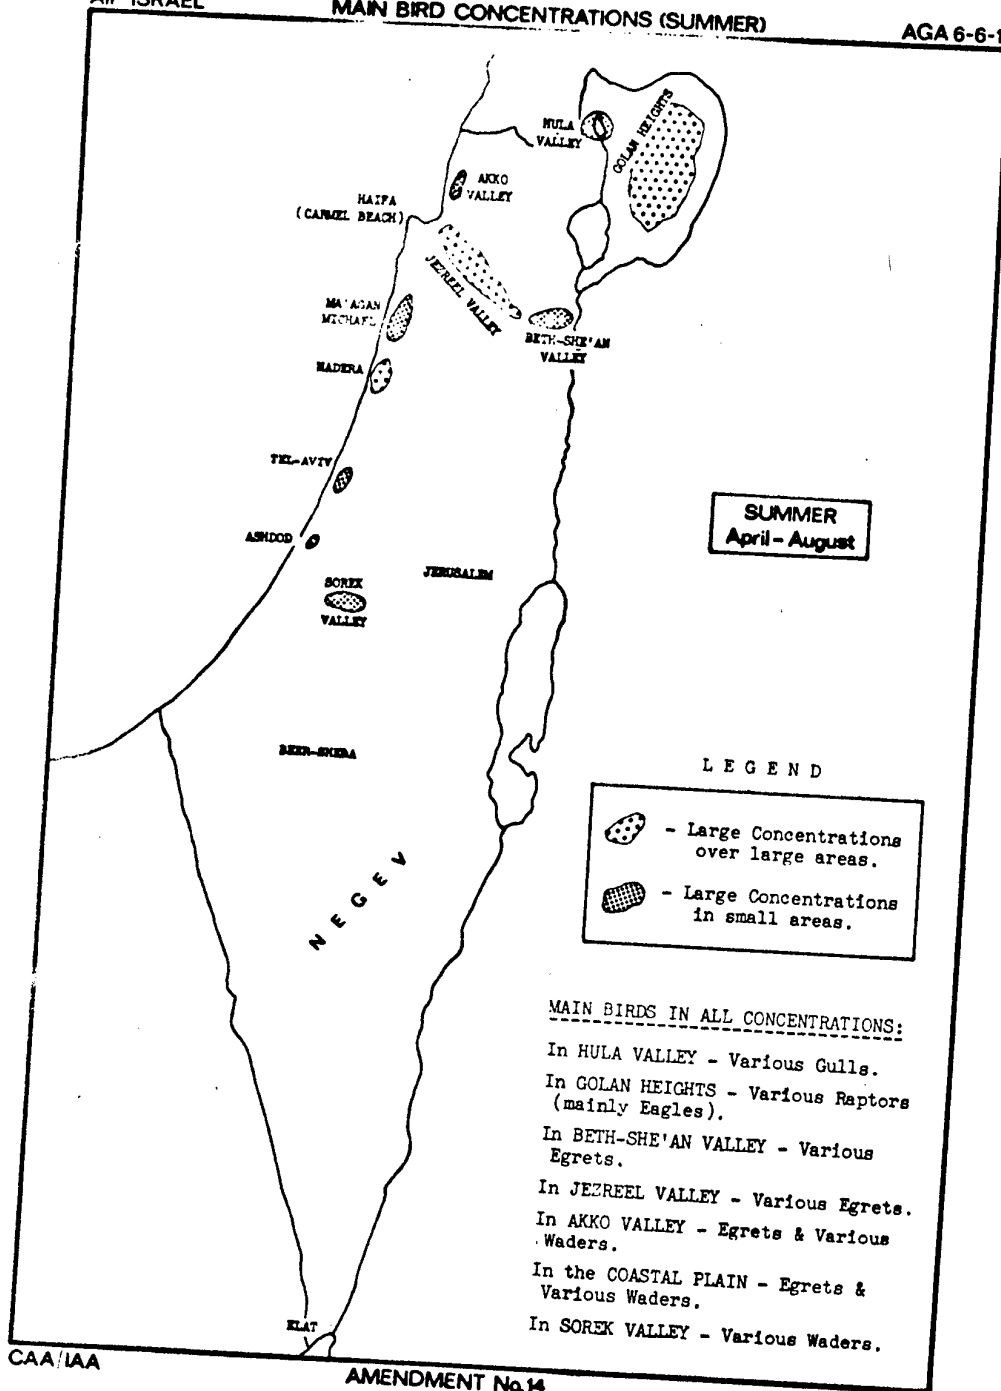 AIP ISRAEL
MAIN BIRD CONCENTRATIONS (SUMMER)
AGA 6-6-1
HULA
VALLEY
GOLAN HEIGHTS
AKKO
VALLEY
HAIFA
(CARMEL BEACH)
JEZREEL VALLEY
MA'AGAN
MICHAEL
BETH-SHE'AN
VALLEY
HADERA
TEL-AVIV
SUMMER
April - August
ASHDOD
JERUSALEM
SOREK
VALLEY
BEER-SHEBA
NEGEV
LEGEND
- Large Concentrations
over large areas.
- Large Concentrations
in small areas.
MAIN BIRDS IN ALL CONCENTRATIONS:
In HULA VALLEY - Various Gulls.
In GOLAN HEIGHTS - Various Raptors
(mainly Eagles).
In BETH-SHE'AN VALLEY - Various
Egrets.
In JEZREEL VALLEY - Various Egrets.
In AKKO VALLEY - Egrets & Various
Waders.
In the COASTAL PLAIN - Egrets &
Various Waders.
In SOREK VALLEY - Various Waders.
ELAT
CAA/IAA
AMENDMENT No.14